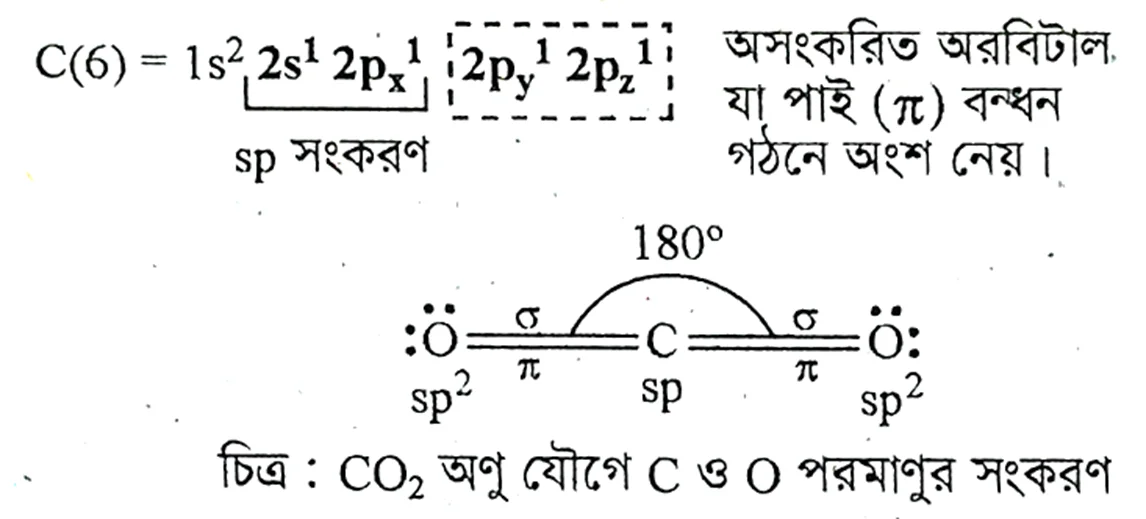 C(6) = 1s² 2s¹ 2pₓ¹ 2p_y¹ 2p_z¹ অসংকরিত অরবিটাল
যা পাই (π) বন্ধন
sp সংকরণ গঠনে অংশ নেয়।
180°
:Ö σ C σ Ö:
π π
sp² sp sp²
চিত্র : CO₂ অণু যৌগে C ও O পরমাণুর সংকরণ